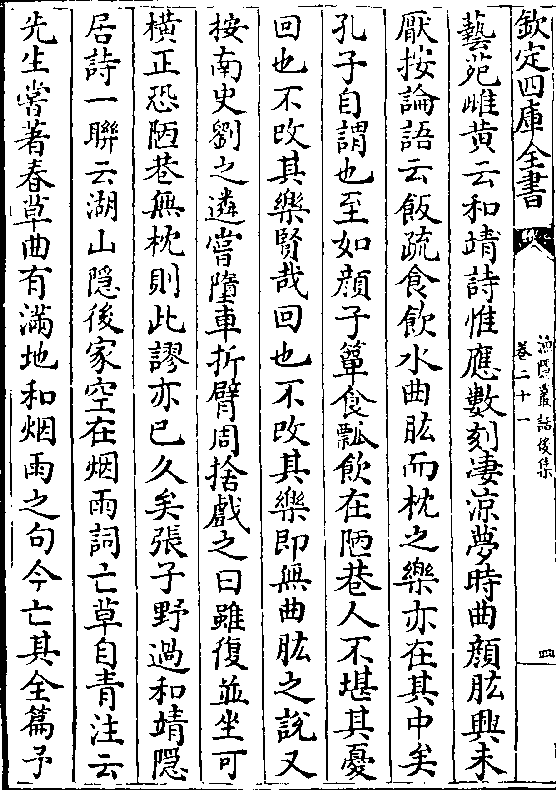 欽定四庫全書
漁隱叢話後集
卷二十一
四
藝苑雌黃云和靖詩惟應數刻凄凉夢時曲顔肱興未
厭按論語云飯疏食飲水曲肱而枕之樂亦在其中矣
孔子自謂也至如顔子簞食瓢飲在陋巷人不堪其憂
回也不改其樂賢哉回也不改其樂即無曲肱之說又
按南史劉之遴嘗墮車折臂周捨戲之曰雖復並坐可
橫正恐陋巷無枕則此謬亦已久矣張子野過和靖隠
居詩一聯云湖山隠後家空在烟雨詞亡草自青注云
先生嘗著春草曲有滿地和烟雨之句今亡其全篇予